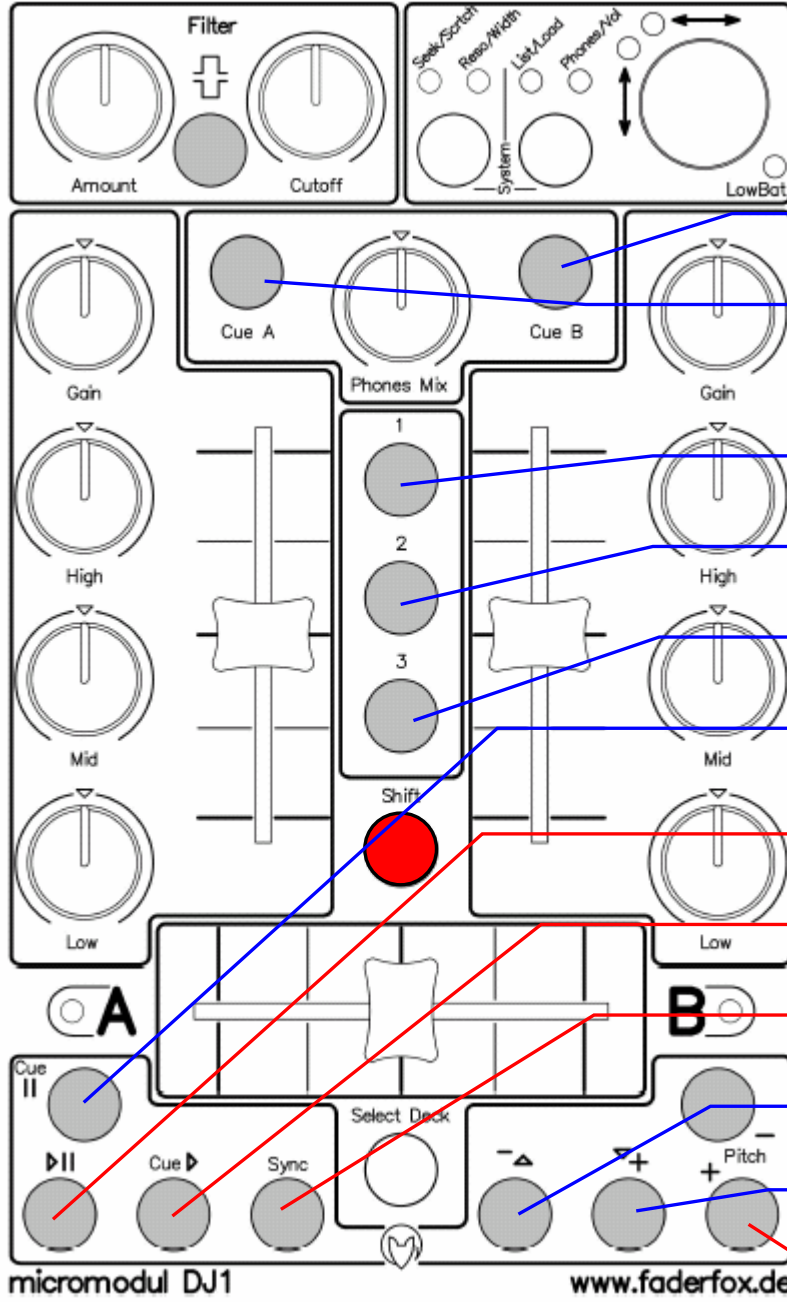 Filter
Amount
Cutoff
Seek/Scrtch
Reso/Width
List/Load
Phones/Vol
System
LowBat
Cue A
Phones Mix
Cue B
Gain
Gain
1
High
High
2
3
Mid
Mid
Shift
Low
Low
A
B
Cue
Select Deck
Cue
Sync
-
+
+
Pitch
-
micromodul DJ1
www.faderfox.de